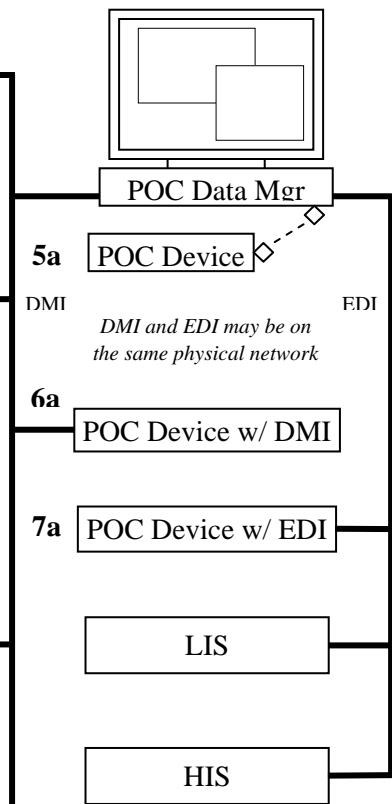 POC Data Mgr
5a
POC Device
DMI
EDI
DMI and EDI may be on
the same physical network
6a
POC Device w/ DMI
7a
POC Device w/ EDI
LIS
HIS